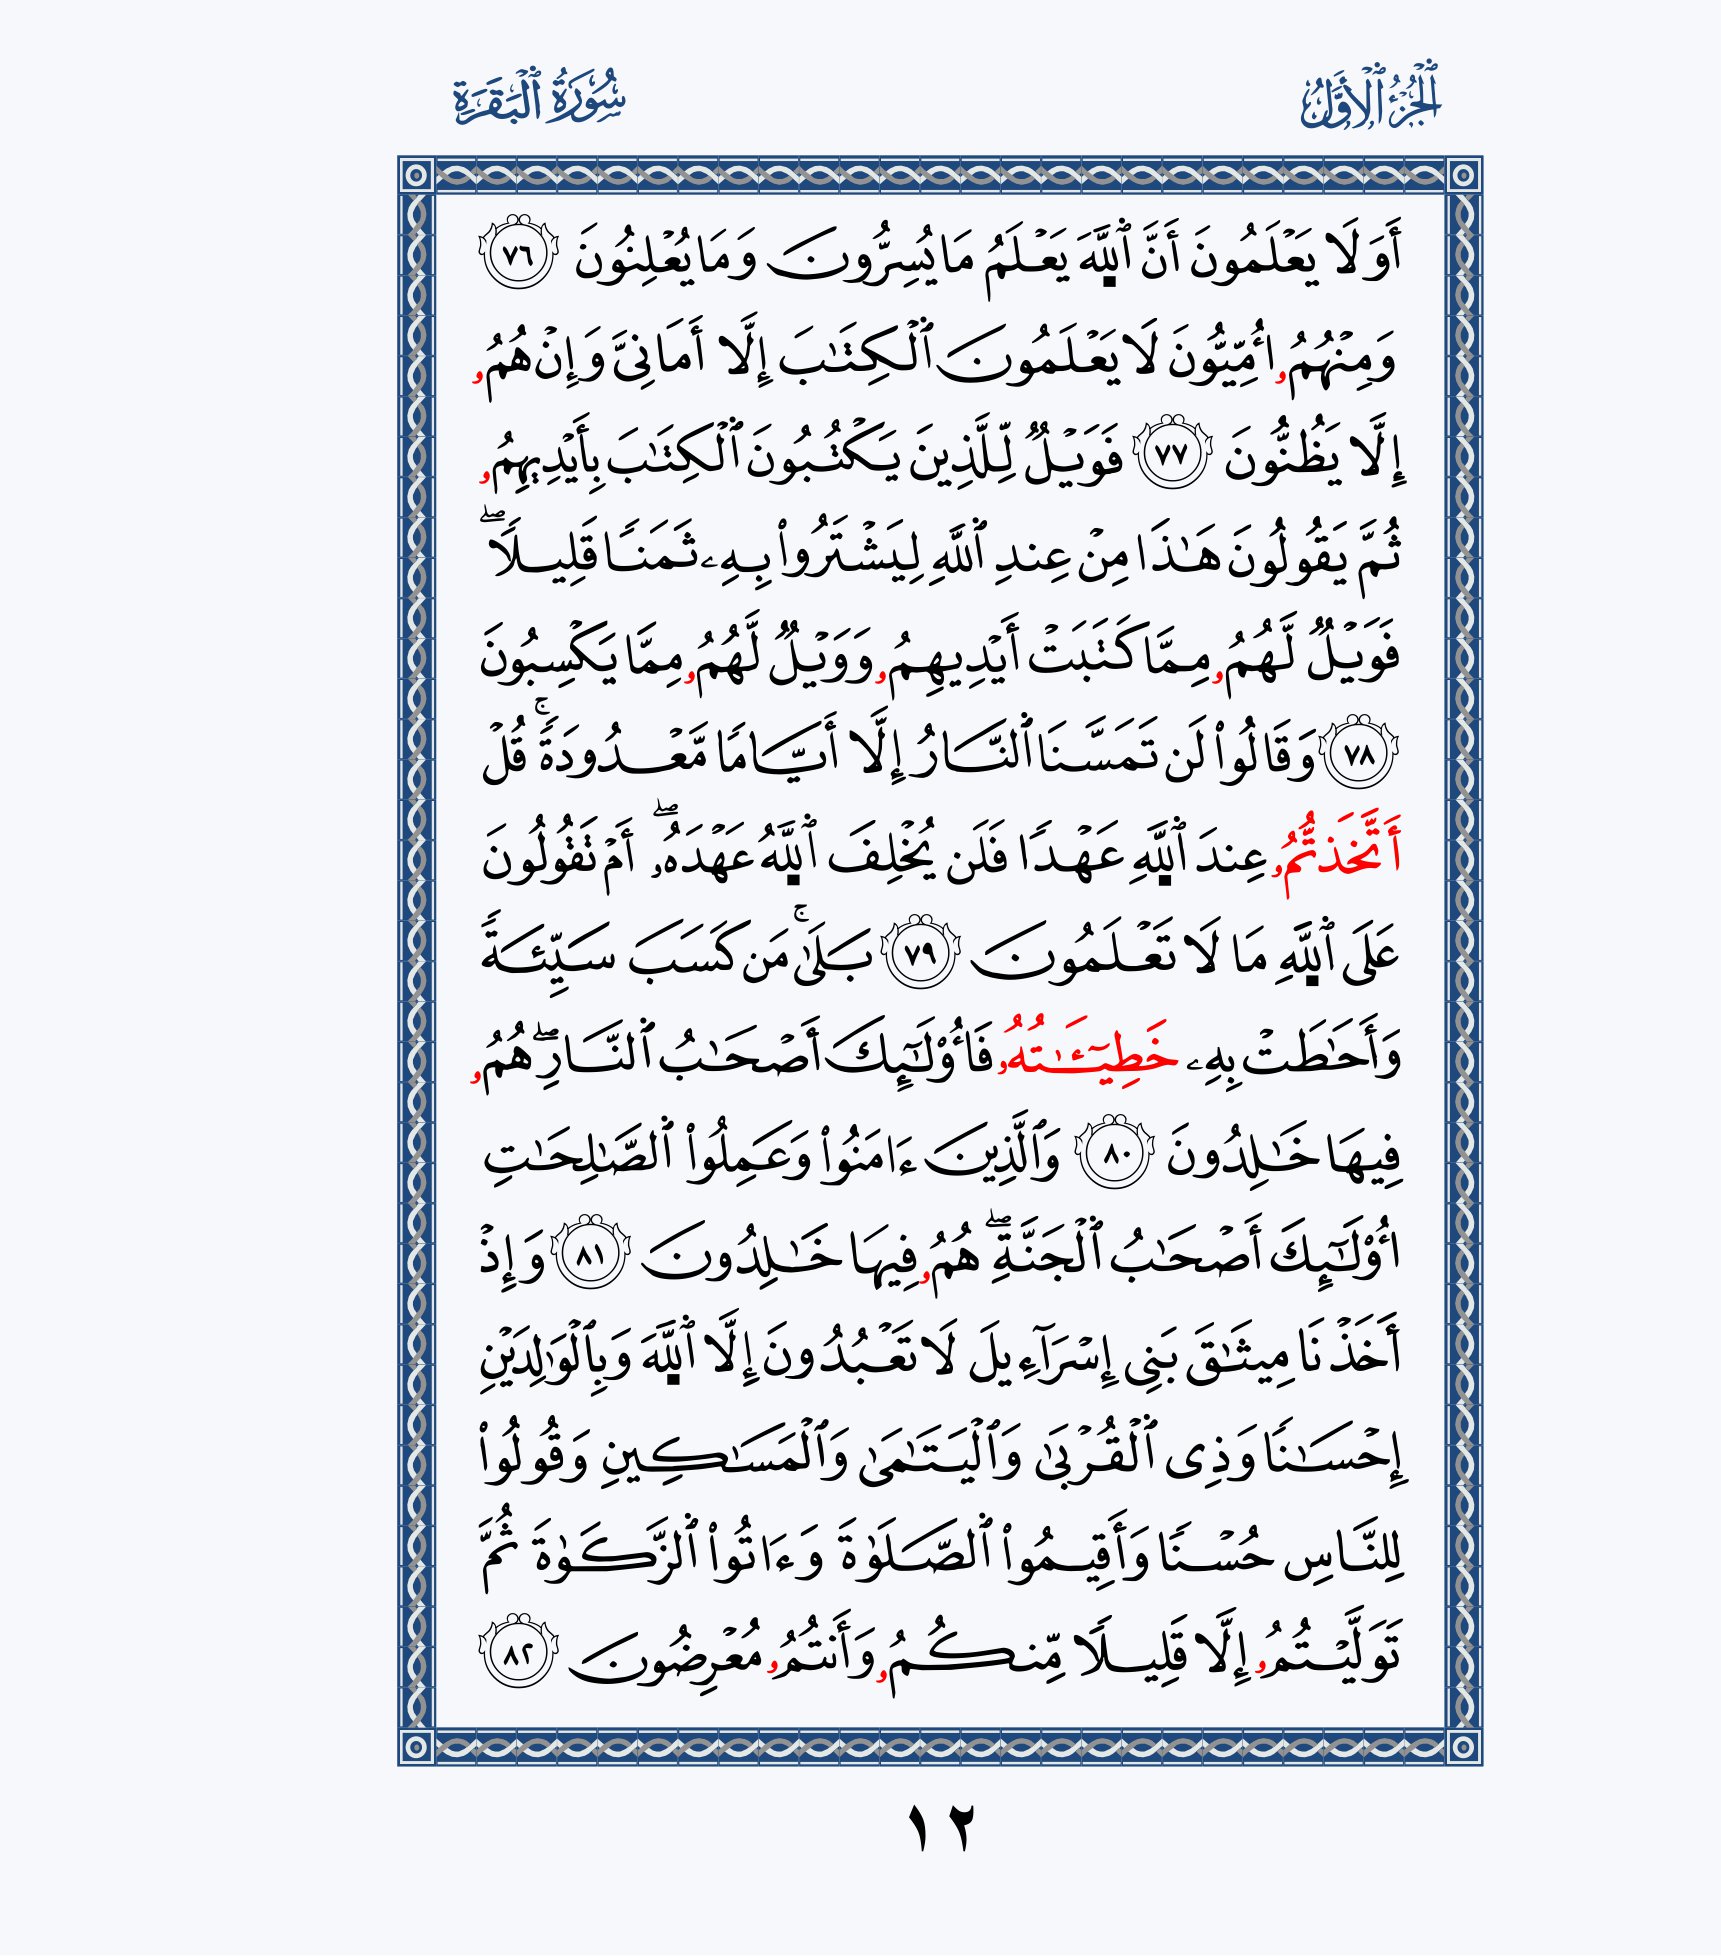 الجُزْءُ ٱلْأَوَّلُ
سُورَةُ ٱلْبَقَرَةِ
أَوَلَا يَعْلَمُونَ أَنَّ ٱللَّهَ يَعْلَمُ مَا يُسِرُّونَ وَمَا يُعْلِنُونَ ٧٦
وَمِنْهُمُۥ أُمِّيُّونَ لَا يَعْلَمُونَ ٱلْكِتَٰبَ إِلَّا أَمَانِيَّ وَإِنْ هُمُۥ
إِلَّا يَظُنُّونَ ٧٧ فَوَيْلٌ لِّلَّذِينَ يَكْتُبُونَ ٱلْكِتَٰبَ بِأَيْدِيهِمُۥ
ثُمَّ يَقُولُونَ هَٰذَا مِنْ عِندِ ٱللَّهِ لِيَشْتَرُوا۟ بِهِۦ ثَمَنًا قَلِيلًاۖ
فَوَيْلٌ لَّهُمُۥ مِمَّا كَتَبَتْ أَيْدِيهِمُۥ وَوَيْلٌ لَّهُمُۥ مِمَّا يَكْسِبُونَ
٧٨ وَقَالُوا۟ لَن تَمَسَّنَا ٱلنَّارُ إِلَّا أَيَّامًا مَّعْدُودَةًۚ قُلْ
أَتَّخَذتُّمُۥ عِندَ ٱللَّهِ عَهْدًا فَلَن يُخْلِفَ ٱللَّهُ عَهْدَهُۥۖ أَمْ تَقُولُونَ
عَلَى ٱللَّهِ مَا لَا تَعْلَمُونَ ٧٩ بَلَىٰۚ مَن كَسَبَ سَيِّئَةً
وَأَحَٰطَتْ بِهِۦ خَطِيـَٰٔتُهُۥ فَأُو۟لَٰٓئِكَ أَصْحَٰبُ ٱلنَّارِۖ هُمُۥ
فِيهَا خَٰلِدُونَ ٨٠ وَٱلَّذِينَ ءَامَنُوا۟ وَعَمِلُوا۟ ٱلصَّٰلِحَٰتِ
أُو۟لَٰٓئِكَ أَصْحَٰبُ ٱلْجَنَّةِۖ هُمُۥ فِيهَا خَٰلِدُونَ ٨١ وَإِذْ
أَخَذْنَا مِيثَٰقَ بَنِي إِسْرَآءِيلَ لَا تَعْبُدُونَ إِلَّا ٱللَّهَ وَبِٱلْوَٰلِدَيْنِ
إِحْسَٰنًا وَذِي ٱلْقُرْبَىٰ وَٱلْيَتَٰمَىٰ وَٱلْمَسَٰكِينِ وَقُولُوا۟
لِلنَّاسِ حُسْنًا وَأَقِيمُوا۟ ٱلصَّلَوٰةَ وَءَاتُوا۟ ٱلزَّكَوٰةَ ثُمَّ
تَوَلَّيْتُمُۥ إِلَّا قَلِيلًا مِّنكُمُۥ وَأَنتُمُۥ مُعْرِضُونَ ٨٢
١٢